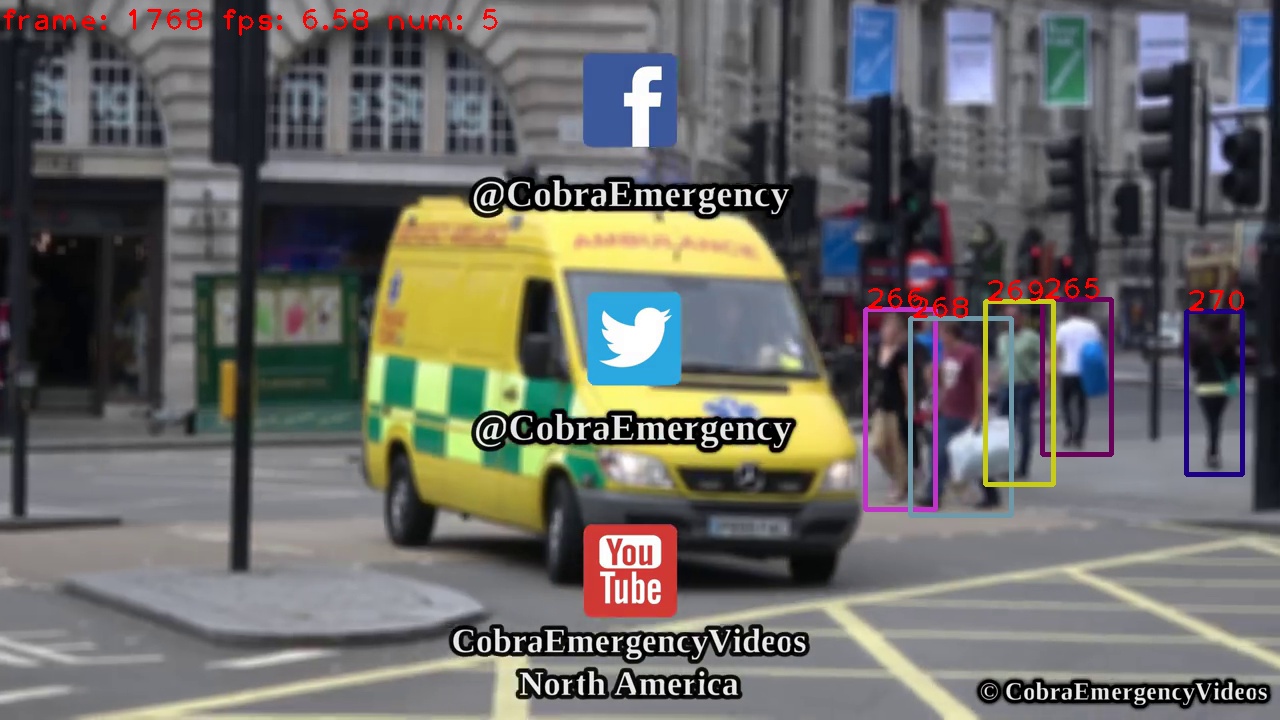 frame: 1768 fps: 6.58 num: 5
@CobraEmergency
AMBULANCE
266
268
269
265
270
@CobraEmergency
You
Tube
CobraEmergencyVideos
North America
© CobraEmergencyVideos